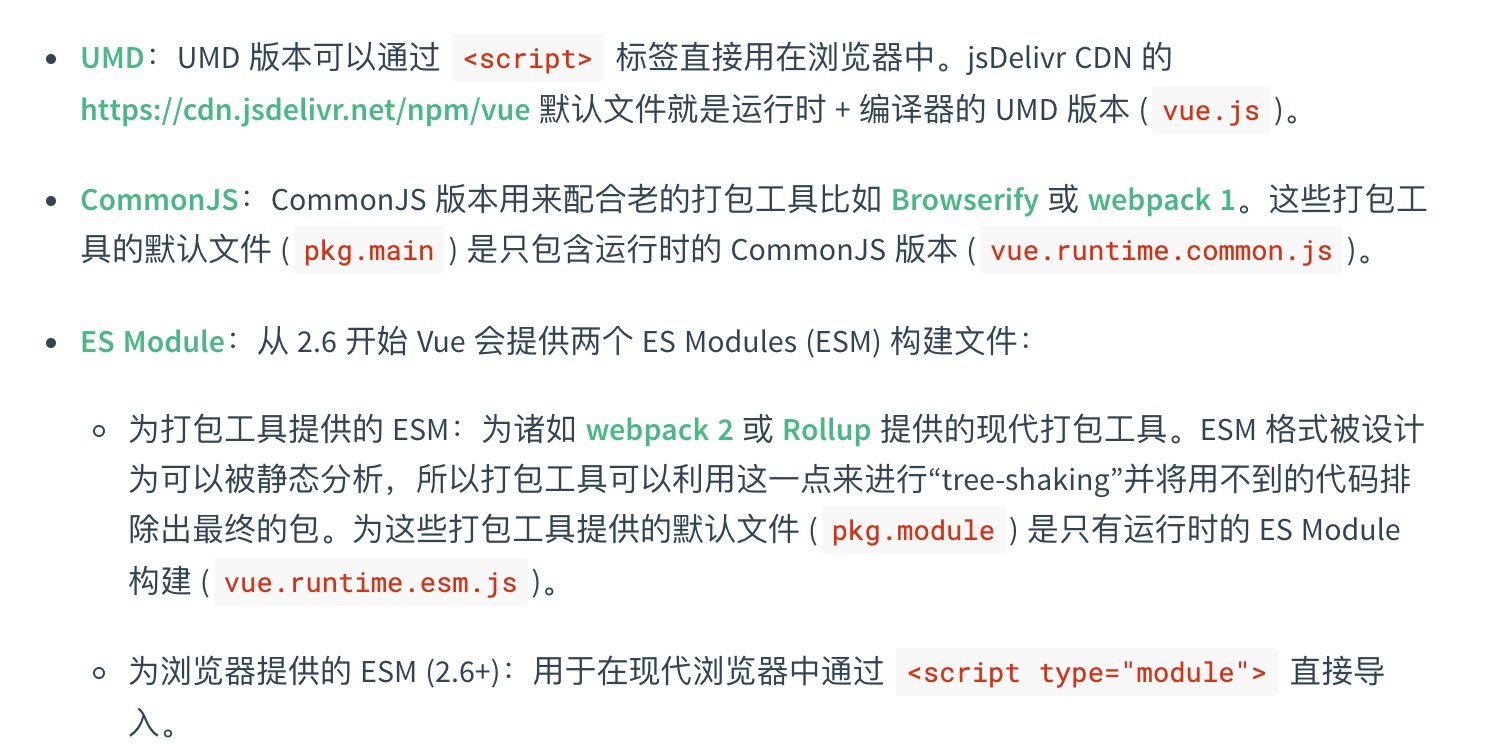 UMD：UMD 版本可以通过 <script> 标签直接用在浏览器中。jsDelivr CDN 的
https://cdn.jsdelivr.net/npm/vue 默认文件就是运行时 + 编译器的 UMD 版本 (vue.js)。
CommonJS：CommonJS 版本用来配合老的打包工具比如 Browserify 或 webpack 1。这些打包工
具的默认文件 (pkg.main) 是只包含运行时的 CommonJS 版本 (vue.runtime.common.js)。
ES Module：从 2.6 开始 Vue 会提供两个 ES Modules (ESM) 构建文件：
为打包工具提供的 ESM：为诸如 webpack 2 或 Rollup 提供的现代打包工具。ESM 格式被设计
为可以被静态分析，所以打包工具可以利用这一点来进行“tree-shaking”并将用不到的代码排
除出最终的包。为这些打包工具提供的默认文件 (pkg.module) 是只有运行时的 ES Module
构建 (vue.runtime.esm.js)。
为浏览器提供的 ESM (2.6+)：用于在现代浏览器中通过 <script type="module"> 直接导
入。